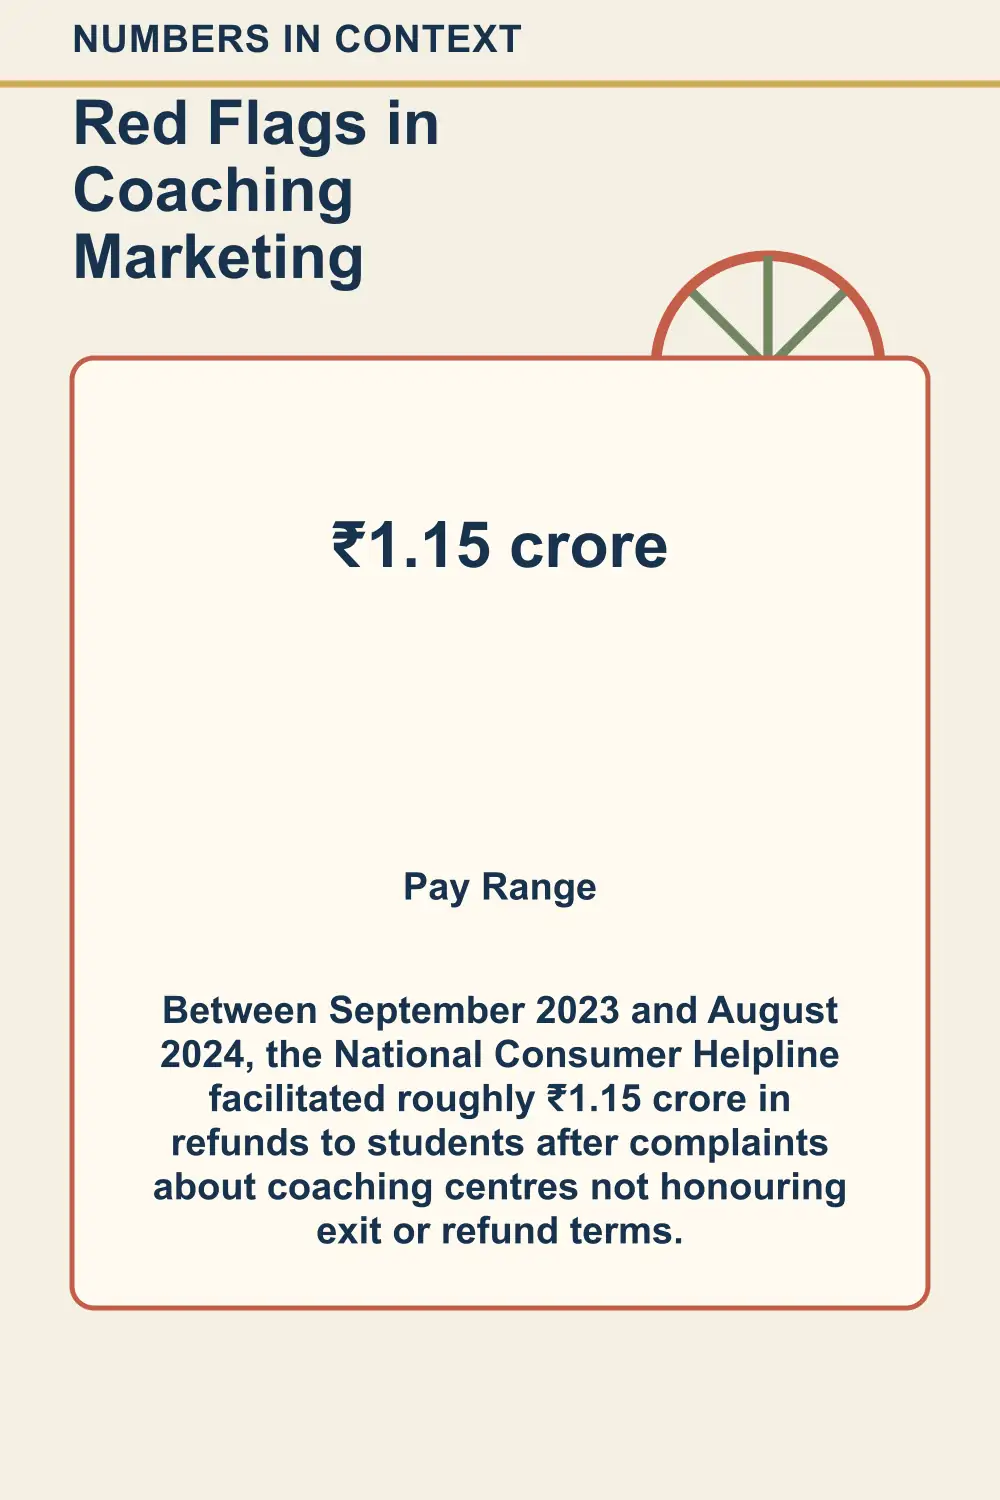 NUMBERS IN CONTEXT
Red Flags in
Coaching
Marketing
₹1.15 crore
Pay Range
Between September 2023 and August
2024, the National Consumer Helpline
facilitated roughly ₹1.15 crore in
refunds to students after complaints
about coaching centres not honouring
exit or refund terms.